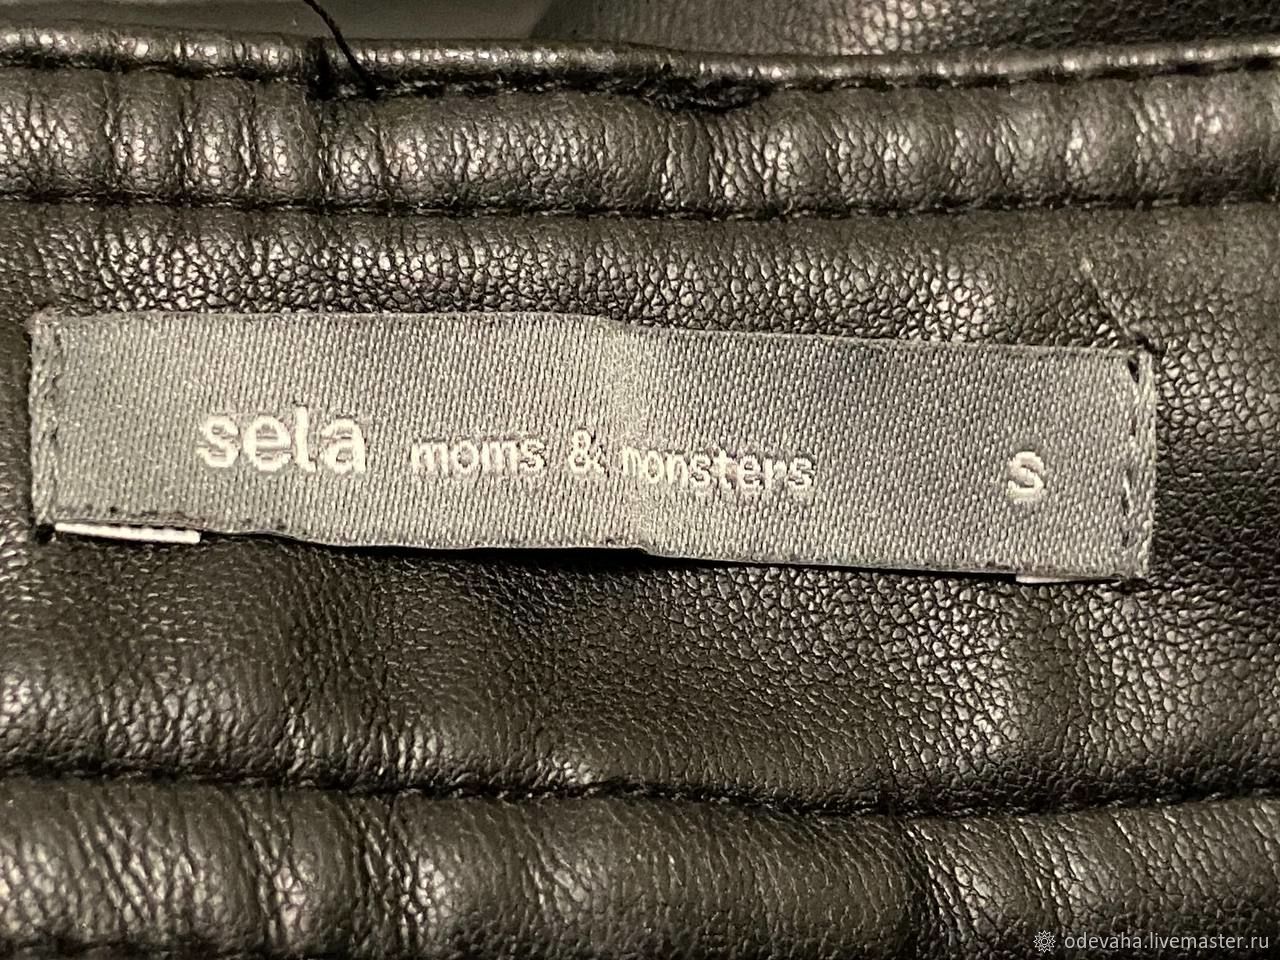 sela moms & monsters S
odevaha.livemaster.ru